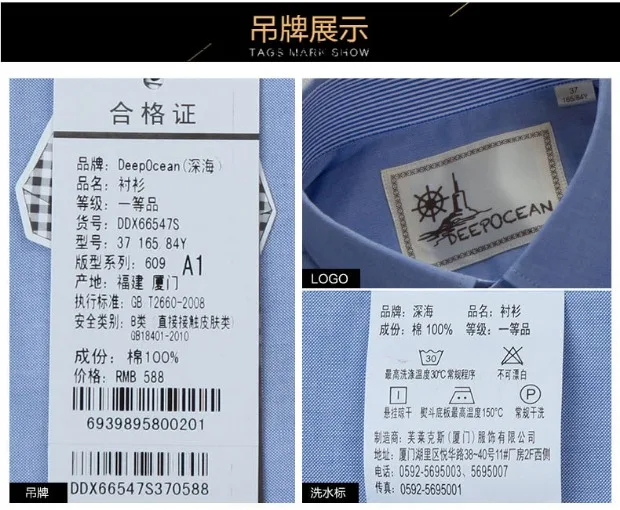 吊牌展示
TAGS MARK SHOW
合格证
品牌: DeepOcean(深海)
品名: 衬衫
等级: 一等品
货号: DDX66547S
型号: 37 165.84Y
版型系列: 609 A1
产地: 福建 厦门
执行标准: GB T2660-2008
安全类别: B类 直接接触皮肤类
GB18401-2010
成份: 棉100%
价格: RMB 588
6939895800201
DDX66547S370588
吊牌
37
165.84Y
DEEPOCEAN
LOGO
品牌: 深海 品名: 衬衫
成份: 棉 100% 等级: 一等品
30
最高洗涤温度30℃常规程序 不可漂白
P
悬挂晾干 熨斗底板最高温度150℃ 常规干洗
制造商: 芙莱克斯(厦门)服饰有限公司
地址: 厦门湖里区悦华路38-40号11#厂房2F西侧
电话: 0592-5695003、5695007
传真: 0592-5695001
洗水标